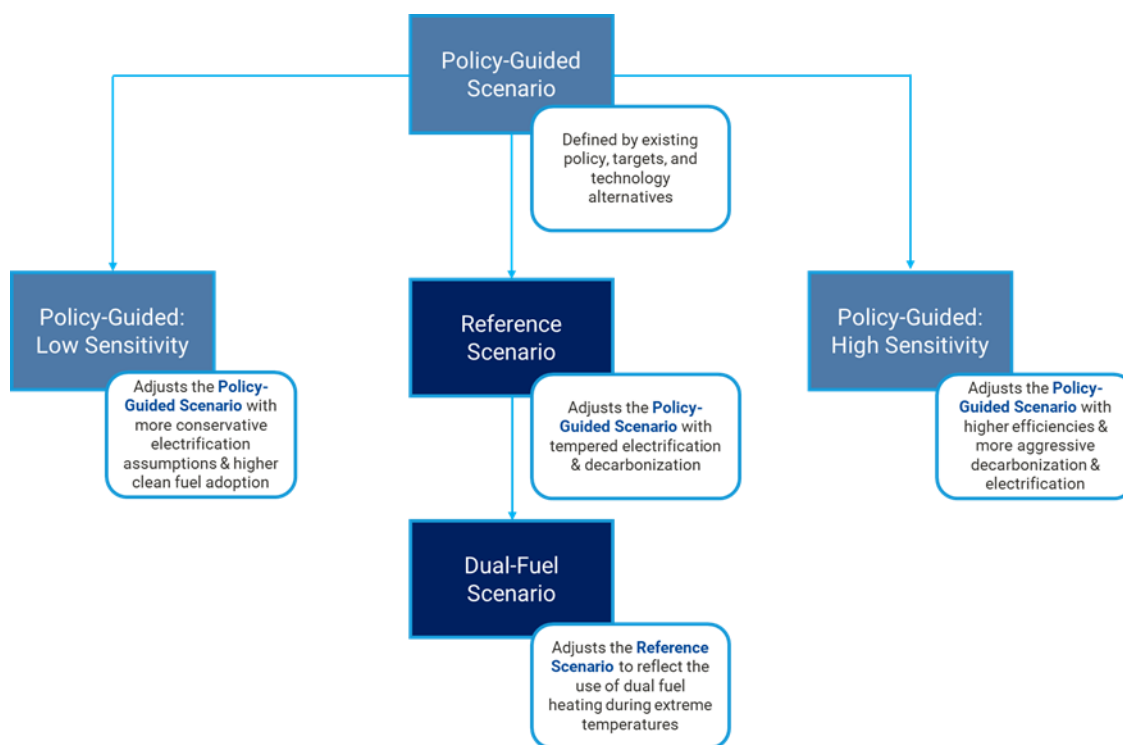 Policy-Guided
Scenario
Defined by existing
policy, targets, and
technology
alternatives
Policy-Guided:
Low Sensitivity
Adjusts the Policy-
Guided Scenario with
more conservative
electrification
assumptions & higher
clean fuel adoption
Reference
Scenario
Adjusts the Policy-
Guided Scenario with
tempered electrification
& decarbonization
Policy-Guided:
High Sensitivity
Adjusts the Policy-
Guided Scenario with
higher efficiencies &
more aggressive
decarbonization &
electrification
Dual-Fuel
Scenario
Adjusts the Reference
Scenario to reflect the
use of dual fuel
heating during extreme
temperatures